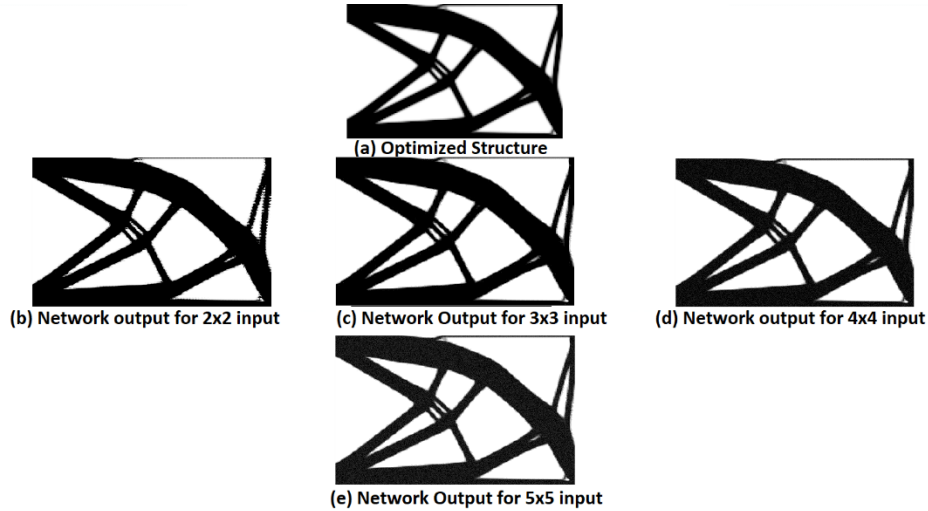 (a) Optimized Structure
(b) Network output for 2x2 input
(c) Network Output for 3x3 input
(d) Network output for 4x4 input
(e) Network Output for 5x5 input